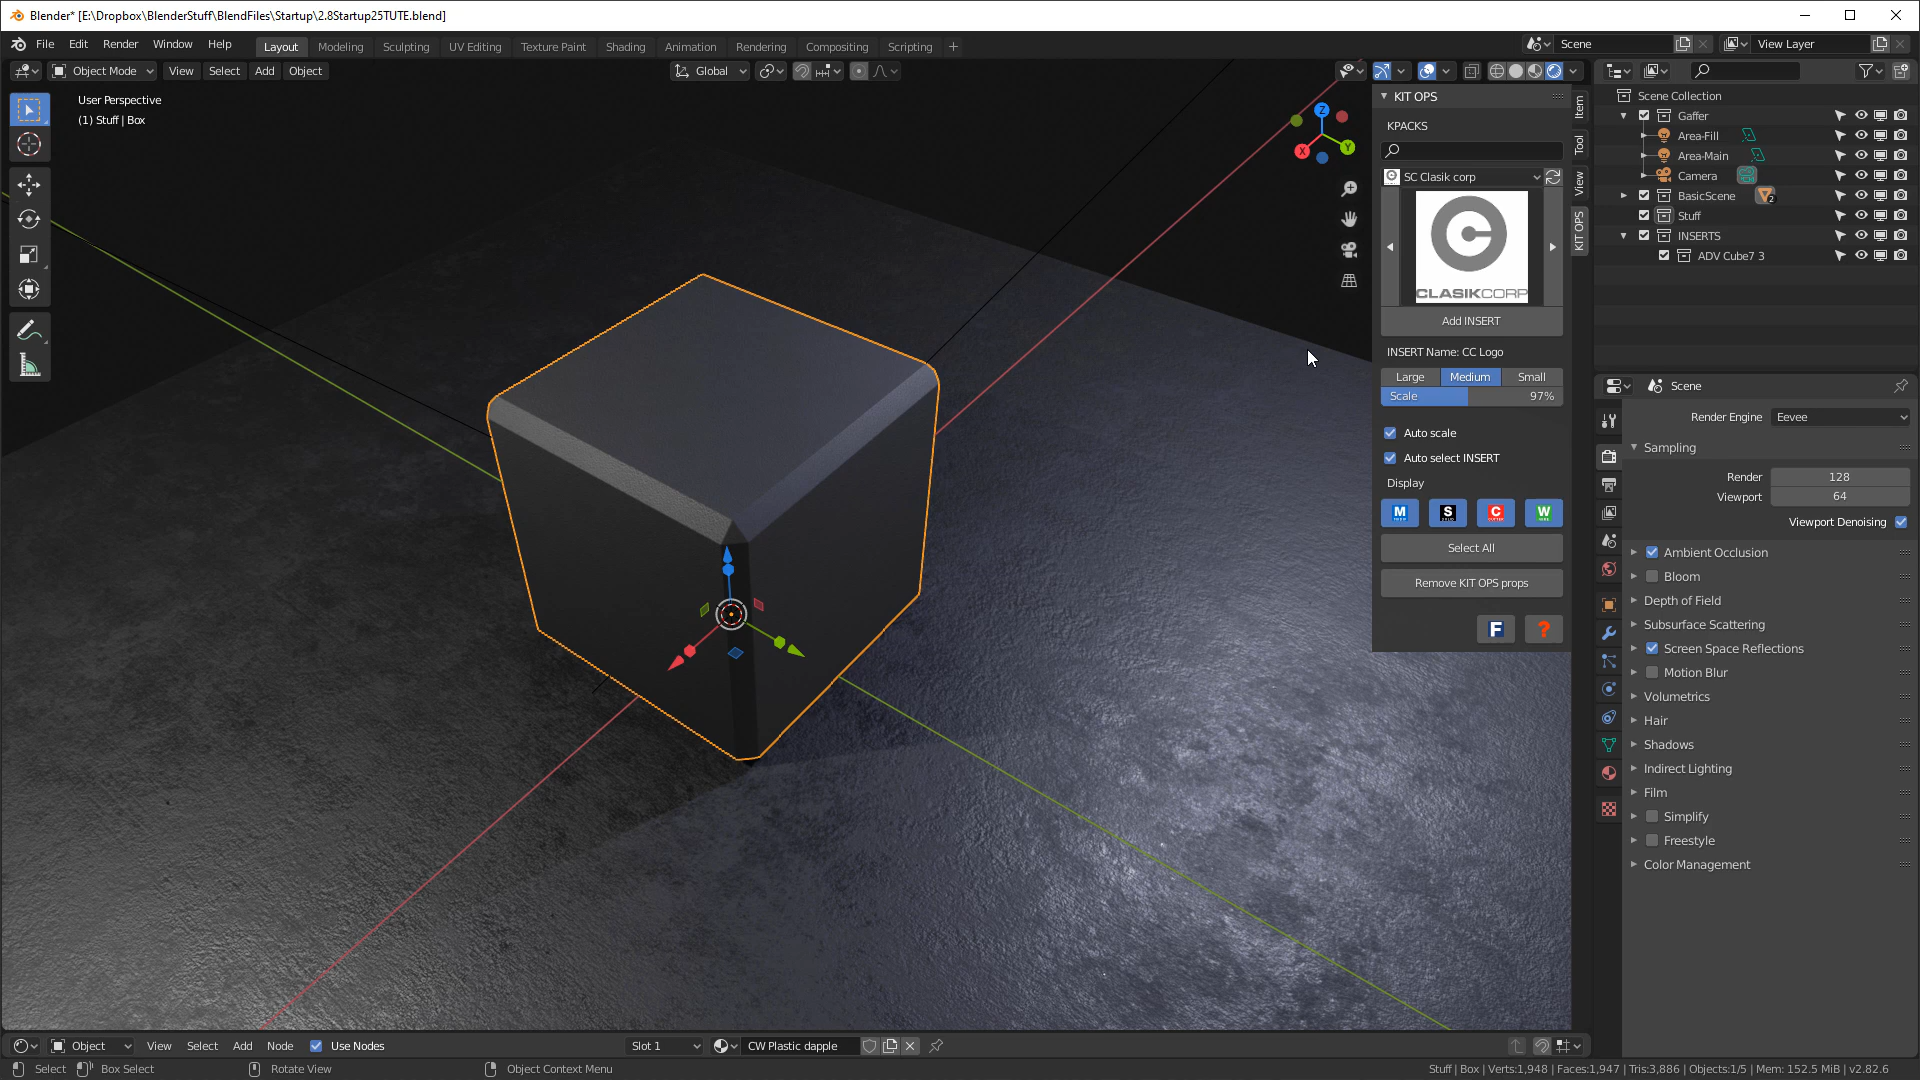 Blender* [E:\Dropbox\BlenderStuff\BlendFiles\Startup\2.8Startup25TUTE.blend]
File Edit Render Window Help Layout Modeling Sculpting UV Editing Texture Paint Shading Animation Rendering Compositing Scripting + Scene View Layer
Object Mode View Select Add Object Global
User Perspective
(1) Stuff | Box
Z
Y
X
KIT OPS
KPACKS
SC Clasik corp
CLASIKCORP
Add INSERT
INSERT Name: CC Logo
Large Medium Small
Scale 97%
Auto scale
Auto select INSERT
Display
M S C W
Select All
Remove KIT OPS props
F ?
Item
Tool
View
KIT OPS
Scene Collection
Gaffer
Area-Fill
Area-Main
Camera
BasicScene 2
Stuff
INSERTS
ADV Cube7 3
Scene
Render Engine Eevee
Sampling
Render 128
Viewport 64
Viewport Denoising
Ambient Occlusion
Bloom
Depth of Field
Subsurface Scattering
Screen Space Reflections
Motion Blur
Volumetrics
Hair
Shadows
Indirect Lighting
Film
Simplify
Freestyle
Color Management
Object View Select Add Node Use Nodes Slot 1 CW Plastic dapple
Select Box Select Rotate View Object Context Menu Stuff | Box | Verts:1,948 | Faces:1,947 | Tris:3,886 | Objects:1/5 | Mem: 152.5 MiB | v2.82.6